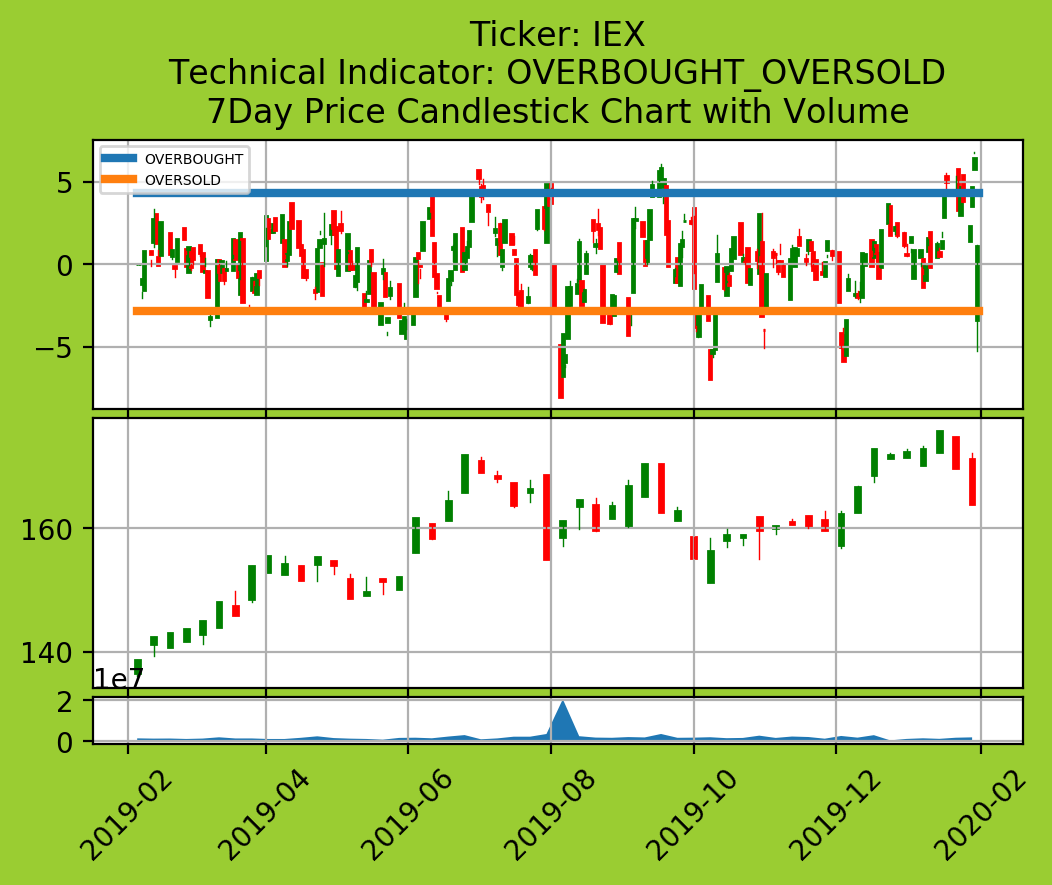 Ticker: IEX
Technical Indicator: OVERBOUGHT_OVERSOLD
7Day Price Candlestick Chart with Volume
OVERBOUGHT
OVERSOLD
5
0
−5
160
140
1e7
2
0
2019-02
2019-04
2019-06
2019-08
2019-10
2019-12
2020-02